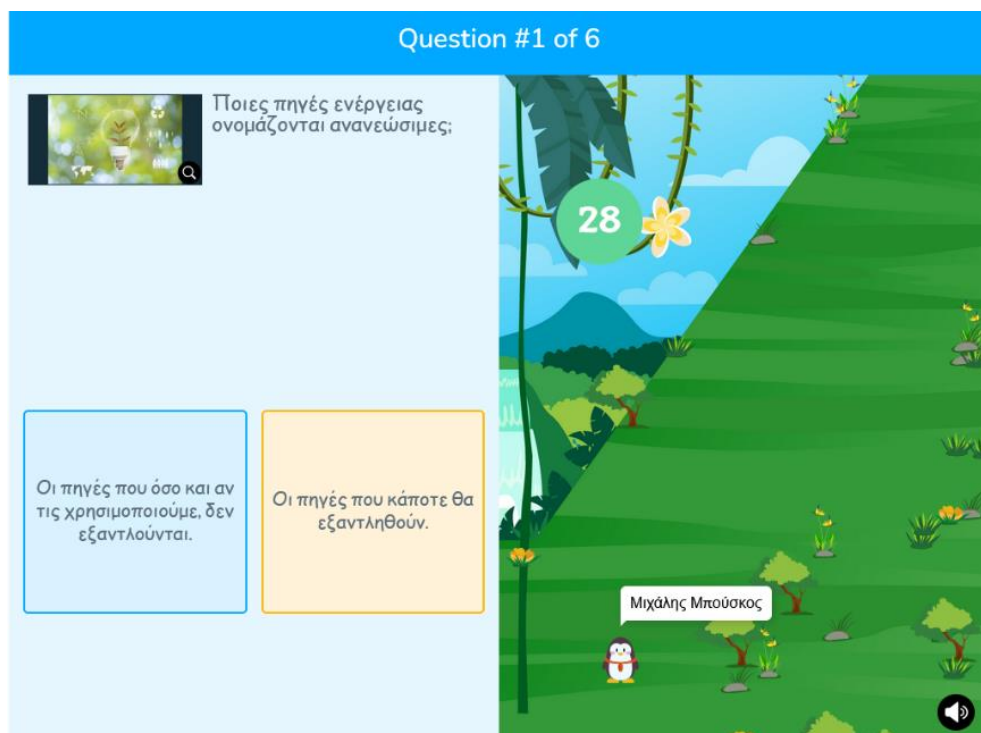 Question #1 of 6
Ποιες πηγές ενέργειας
ονομάζονται ανανεώσιμες;
28
Οι πηγές που όσο και αν
τις χρησιμοποιούμε, δεν
εξαντλούνται.
Οι πηγές που κάποτε θα
εξαντληθούν.
Μιχάλης Μπούσκος